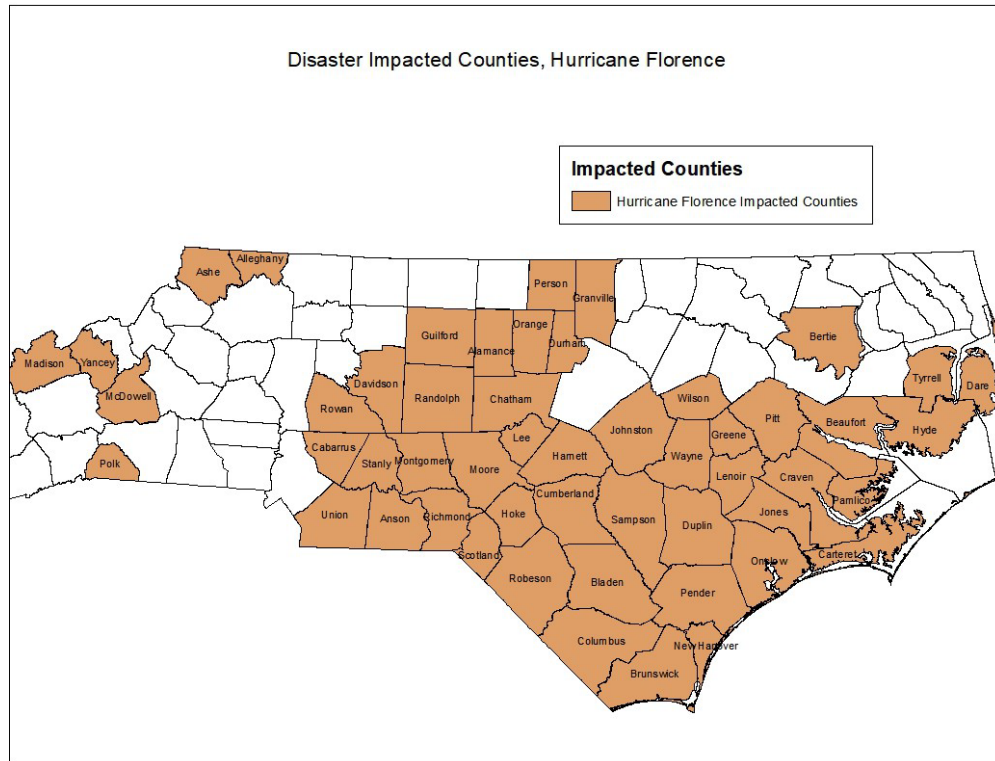 Disaster Impacted Counties, Hurricane Florence
Impacted Counties
Hurricane Florence Impacted Counties
Alleghany
Ashe
Person
Granville
Guilford
Orange
Durham
Alamance
Bertie
Madison
Yancey
McDowell
Davidson
Randolph
Chatham
Tyrrell
Dare
Rowan
Wilson
Pitt
Beaufort
Hyde
Johnston
Greene
Lee
Cabarrus
Stanly
Montgomery
Moore
Harnett
Wayne
Polk
Lenoir
Craven
Cumberland
Pamlico
Union
Anson
Richmond
Hoke
Sampson
Duplin
Jones
Scotland
Carteret
Onslow
Robeson
Bladen
Pender
Columbus
New Hanover
Brunswick